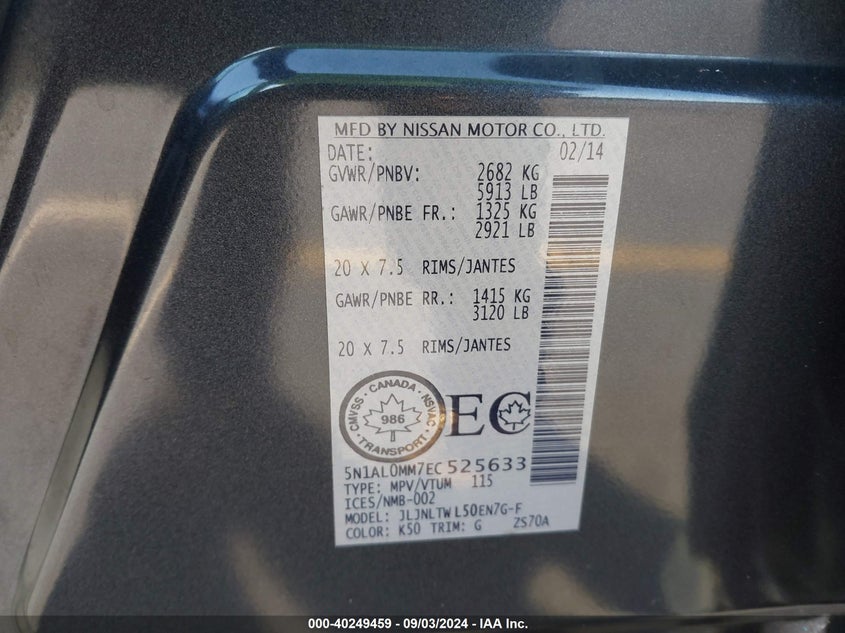 MFD BY NISSAN MOTOR CO., LTD.
DATE: 02/14
GVWR/PNBV: 2682 KG
5913 LB
GAWR/PNBE FR.: 1325 KG
2921 LB
20 X 7.5 RIMS/JANTES
GAWR/PNBE RR.: 1415 KG
3120 LB
20 X 7.5 RIMS/JANTES
CMVSS · CANADA · NSVAC
986
TRANSPORT
EC
5N1AL0MM7EC525633
TYPE: MPV/VTUM 115
ICES/NMB-002
MODEL: JLJNLTWL50EN7G-F
COLOR: K50 TRIM: G ZS70A
000-40249459 - 09/03/2024 - IAA Inc.